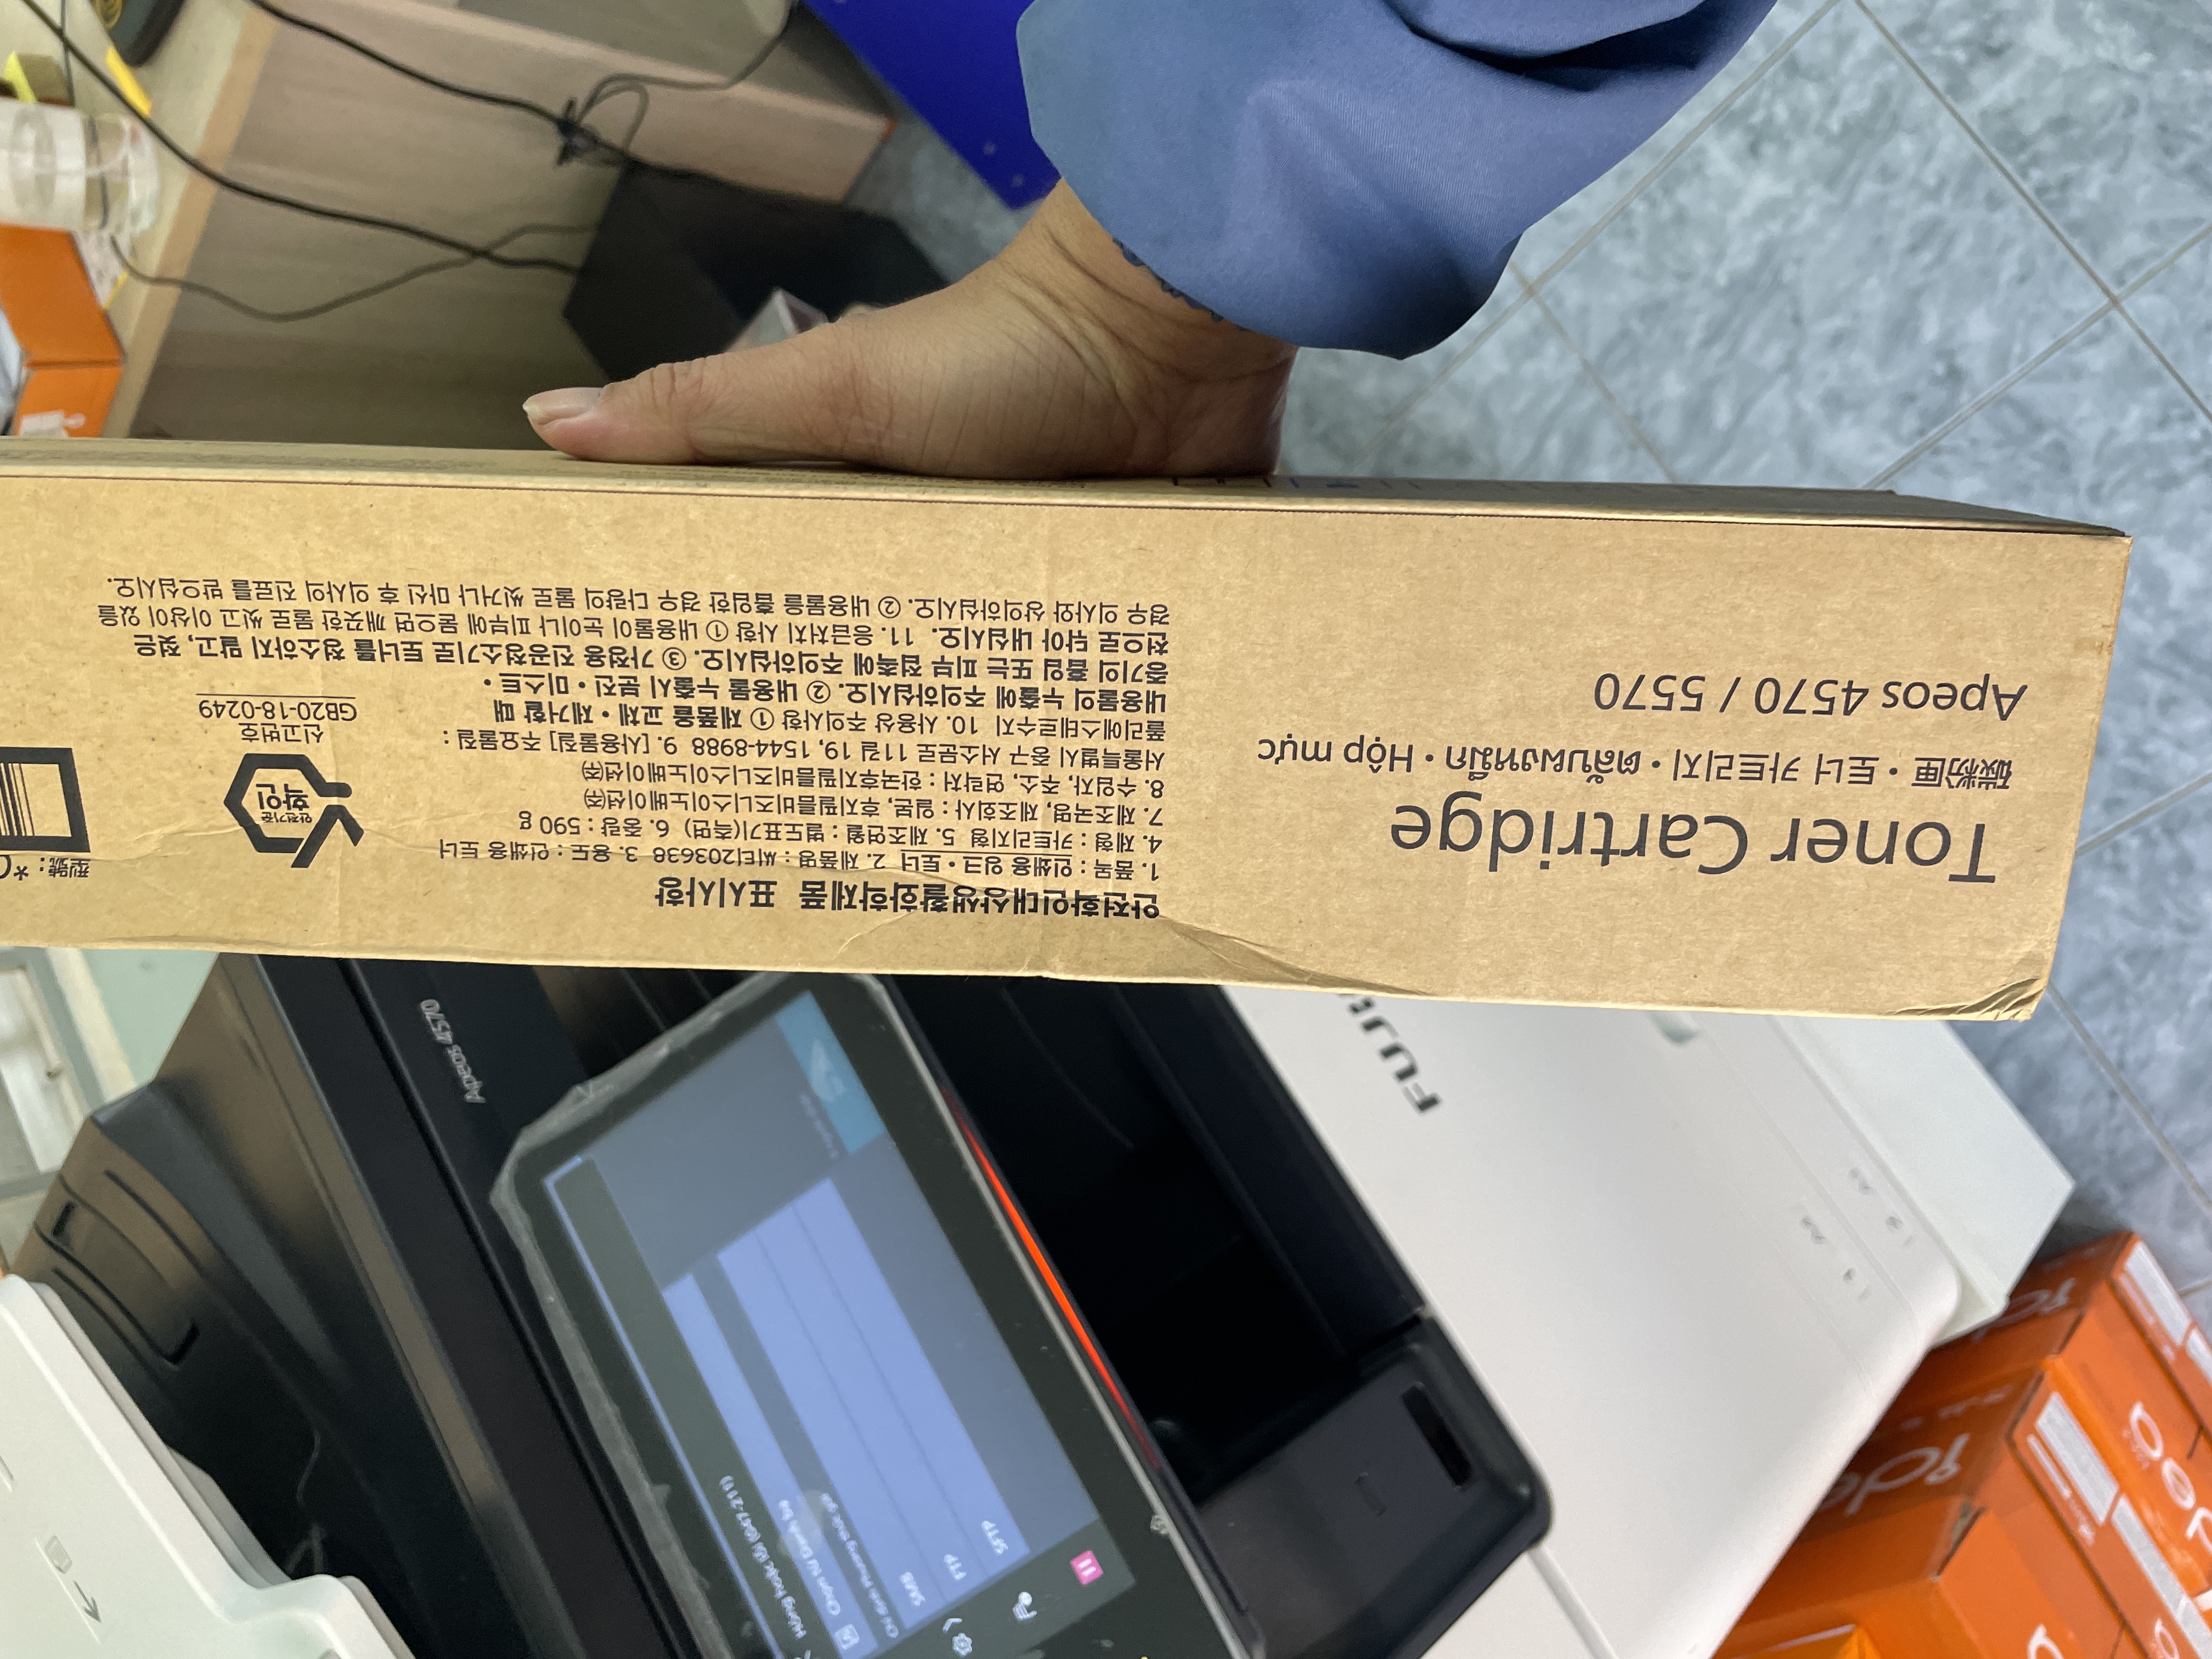 Toner Cartridge
碳粉匣・토너 카트리지・ตลับผงหมึก・Hộp mực
Apeos 4570 / 5570
안전확인대상생활화학제품 표시사항
1. 품목 : 인쇄용 잉크・토너 2. 제품명 : 씨티203638 3. 용도 : 인쇄용 토너
4. 제형 : 카트리지형 5. 제조연월 : 별도표기(측면) 6. 중량 : 590 g
7. 제조국명, 제조회사 : 일본, 후지필름비즈니스이노베이션㈜
8. 수입자, 주소, 연락처 : 한국후지필름비즈니스이노베이션㈜
서울특별시 중구 서소문로 11길 19, 1544-8988 9. [사용물질] 주요물질 :
폴리에스테르수지 10. 사용상 주의사항 ① 제품을 교체・제거할 때
내용물의 누출에 주의하십시오. ② 내용물 누출시 분진・미스트・
증기의 흡입 또는 피부 접촉에 주의하십시오. ③ 가정용 진공청소기로 토너를 청소하지 말고, 젖은
천으로 닦아 내십시오. 11. 응급처치 사항 ① 내용물이 눈이나 피부에 묻으면 깨끗한 물로 씻고 이상이 있을
경우 의사와 상의하십시오. ② 내용물을 흡입한 경우 다량의 물로 씻거나 마신 후 의사의 진료를 받으십시오.
안전기준
확인
신고번호
GB20-18-0249
型號 : *C
Apeos 4570
FUJI
SMB
FTP
SFTP